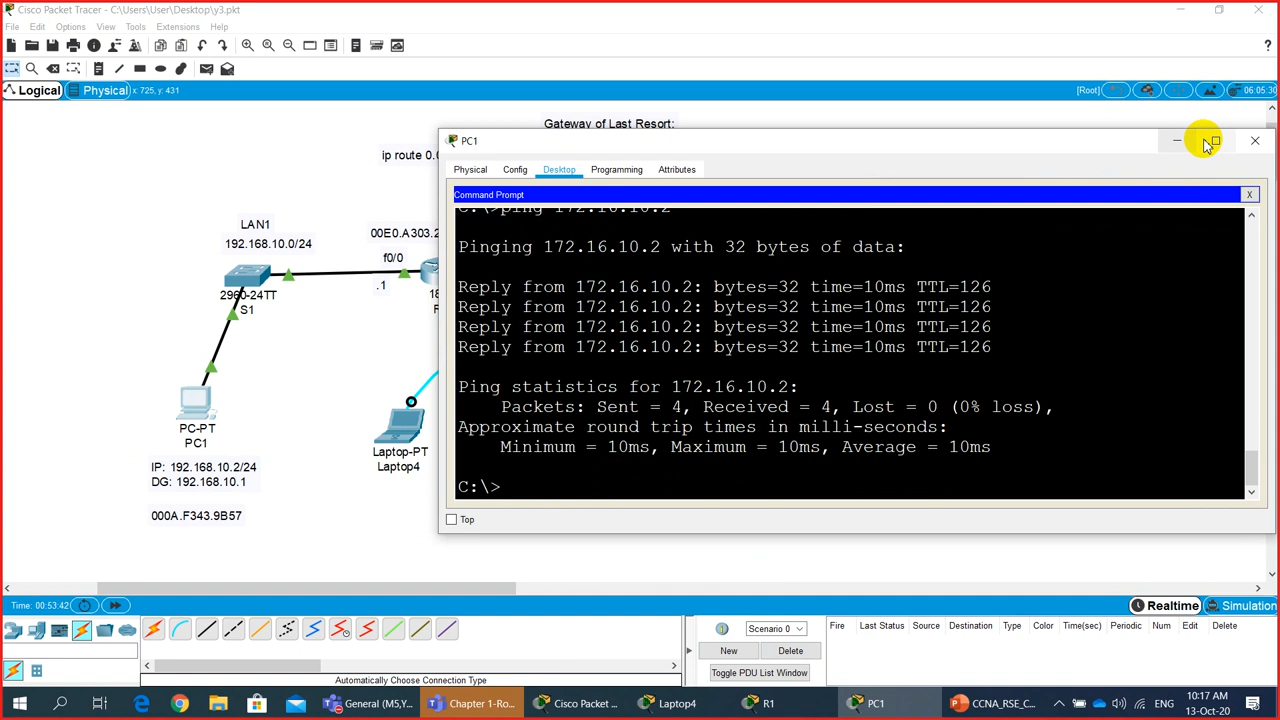 Cisco Packet Tracer - C:\Users\User\Desktop\y3.pkt
File Edit Options View Tools Extensions Help
?
Logical Physical x: 725, y: 431 [Root] 06:05:30
Gateway of Last Resort:
ip route 0.0
PC1
Physical Config Desktop Programming Attributes
Command Prompt X
C:\>ping 172.16.10.2
Pinging 172.16.10.2 with 32 bytes of data:
Reply from 172.16.10.2: bytes=32 time=10ms TTL=126
Reply from 172.16.10.2: bytes=32 time=10ms TTL=126
Reply from 172.16.10.2: bytes=32 time=10ms TTL=126
Reply from 172.16.10.2: bytes=32 time=10ms TTL=126
Ping statistics for 172.16.10.2:
Packets: Sent = 4, Received = 4, Lost = 0 (0% loss),
Approximate round trip times in milli-seconds:
Minimum = 10ms, Maximum = 10ms, Average = 10ms
C:\>
Top
LAN1
192.168.10.0/24
00E0.A303.2
f0/0
.1
2960-24TT
S1
18
PC-PT
PC1
IP: 192.168.10.2/24
DG: 192.168.10.1
000A.F343.9B57
Laptop-PT
Laptop4
Time: 00:53:42 Realtime Simulation
Scenario 0
New Delete
Toggle PDU List Window
Fire Last Status Source Destination Type Color Time(sec) Periodic Num Edit Delete
Automatically Choose Connection Type
General (M5,Y... Chapter 1-Ro... Cisco Packet ... Laptop4 R1 PC1 CCNA_RSE_C...
10:17 AM
13-Oct-20